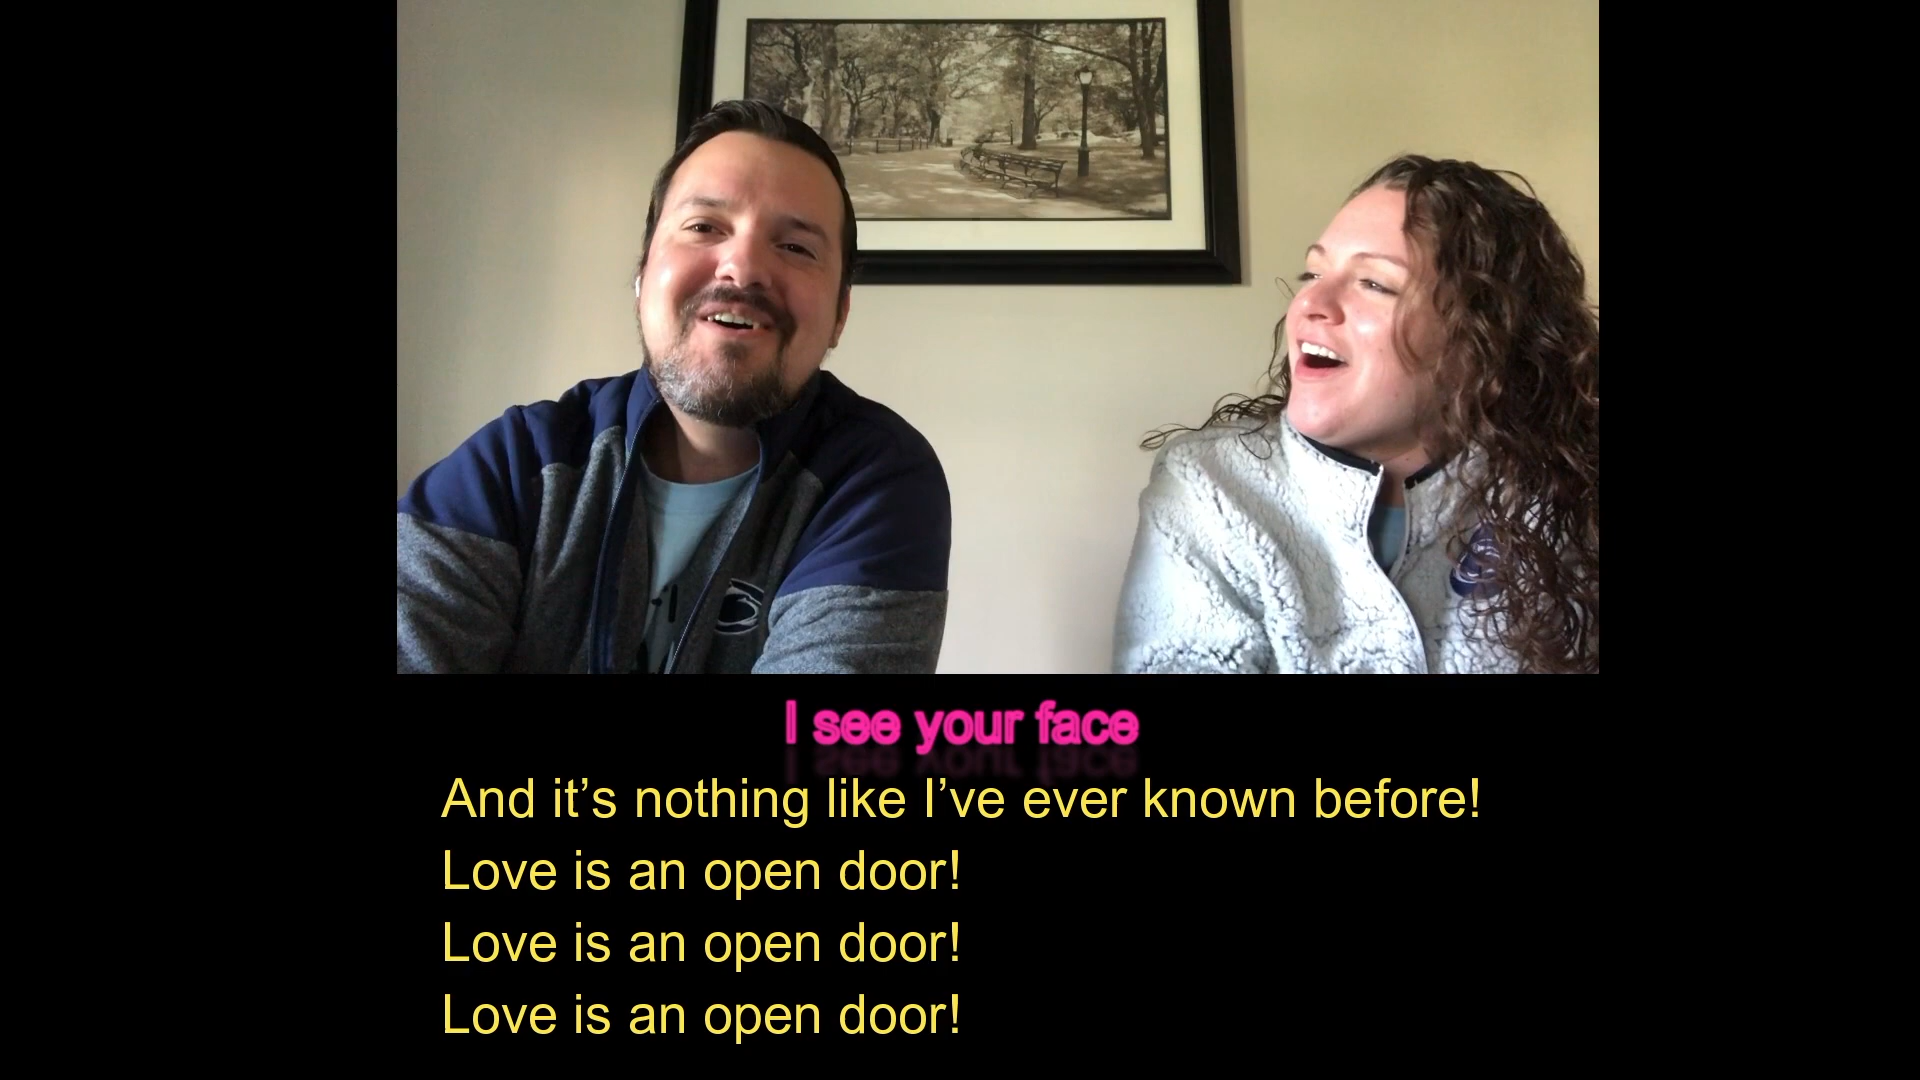 I see your face
And it’s nothing like I’ve ever known before!
Love is an open door!
Love is an open door!
Love is an open door!